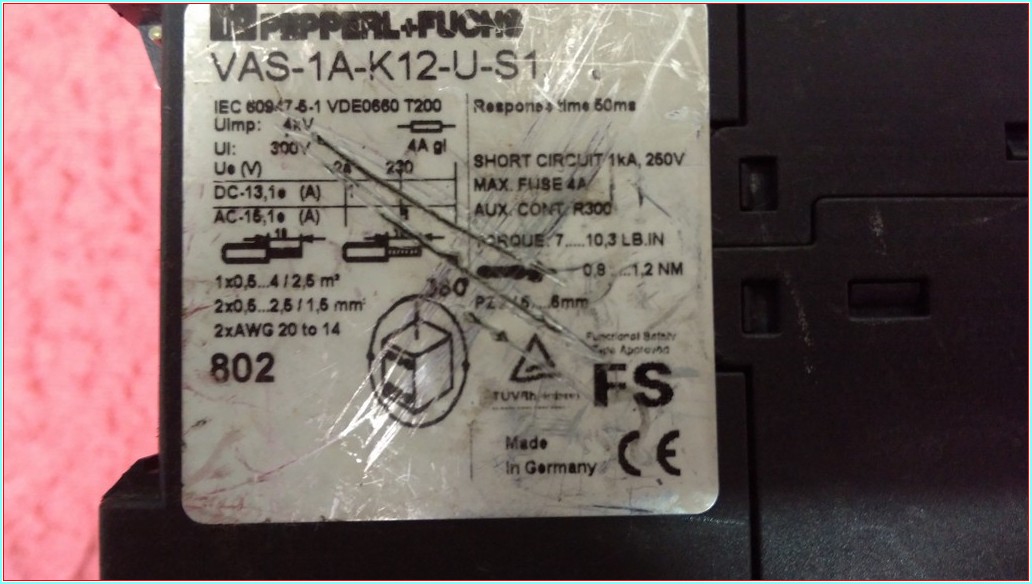 PEPPERL+FUCHS
VAS-1A-K12-U-S1
IEC 60947-5-1 VDE0660 T200
Uimp: 4kV
4A gl
Ui: 300V
Ue (V) 24 230
DC-13,1e (A)
AC-15,1e (A)
1x0,5...4 / 2,5 m²
2x0,5...2,5 / 1,5 mm²
2xAWG 20 to 14
802
360
Response time 50ms
SHORT CIRCUIT 1kA, 250V
MAX. FUSE 4A
AUX. CONT. R300
TORQUE: 7.....10,3 LB.IN
0,8 ....1,2 NM
mm
Functional Safety
Type Approved
FS
TUVRheinland
Made
in Germany
CE